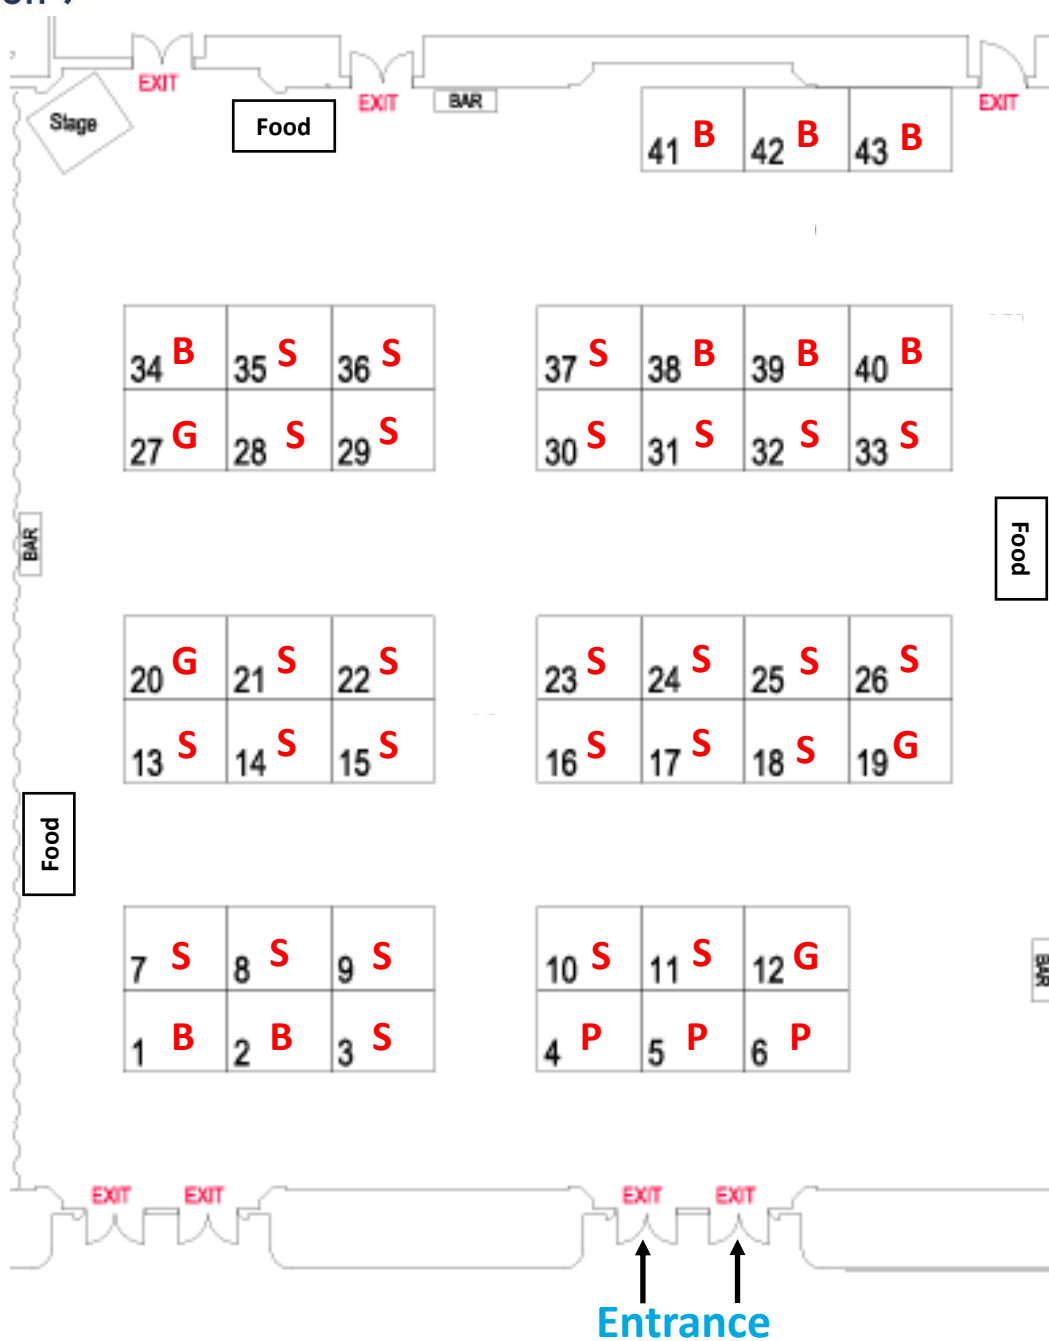 EXIT
EXIT
BAR
EXIT
Stage
Food
41 B 42 B 43 B
34 B 35 S 36 S 37 S 38 B 39 B 40 B
27 G 28 S 29 S 30 S 31 S 32 S 33 S
BAR
Food
20 G 21 S 22 S 23 S 24 S 25 S 26 S
13 S 14 S 15 S 16 S 17 S 18 S 19 G
Food
7 S 8 S 9 S 10 S 11 S 12 G
BAR
1 B 2 B 3 S 4 P 5 P 6 P
EXIT EXIT EXIT EXIT
Entrance